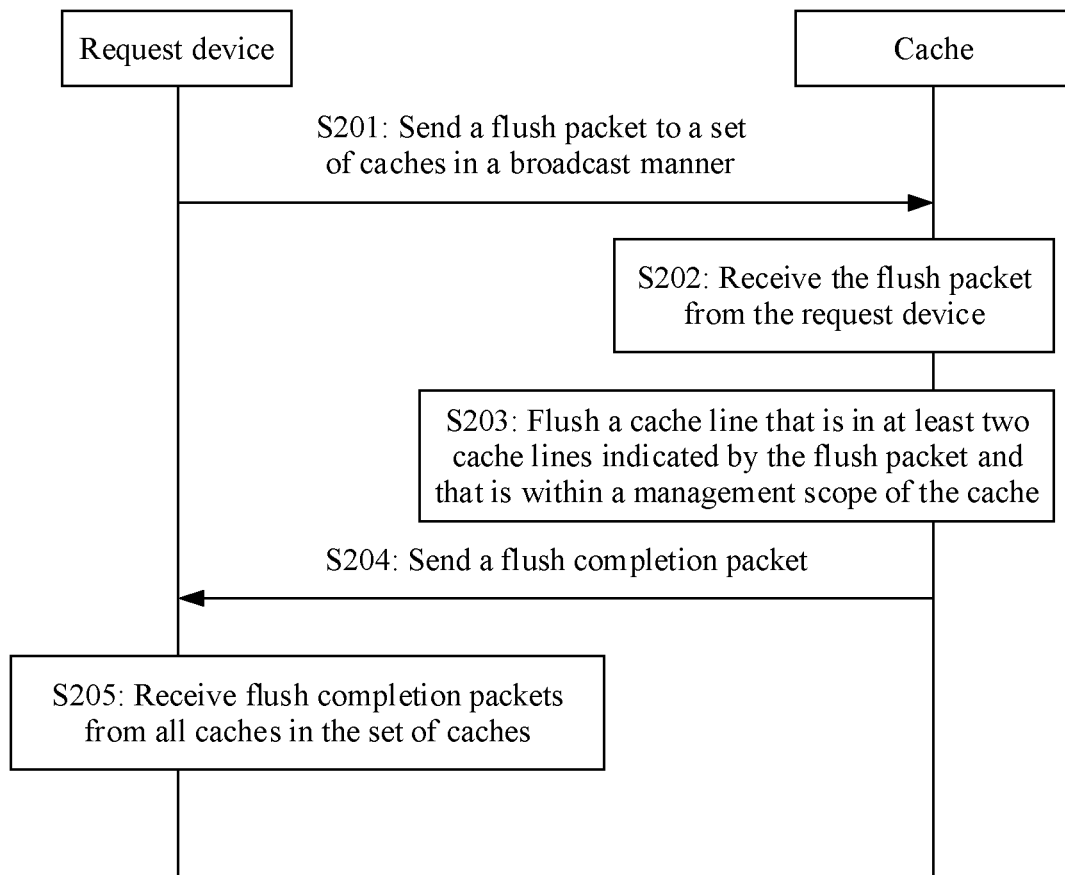 Request device
Cache
S201: Send a flush packet to a set
of caches in a broadcast manner
S202: Receive the flush packet
from the request device
S203: Flush a cache line that is in at least two
cache lines indicated by the flush packet and
that is within a management scope of the cache
S204: Send a flush completion packet
S205: Receive flush completion packets
from all caches in the set of caches